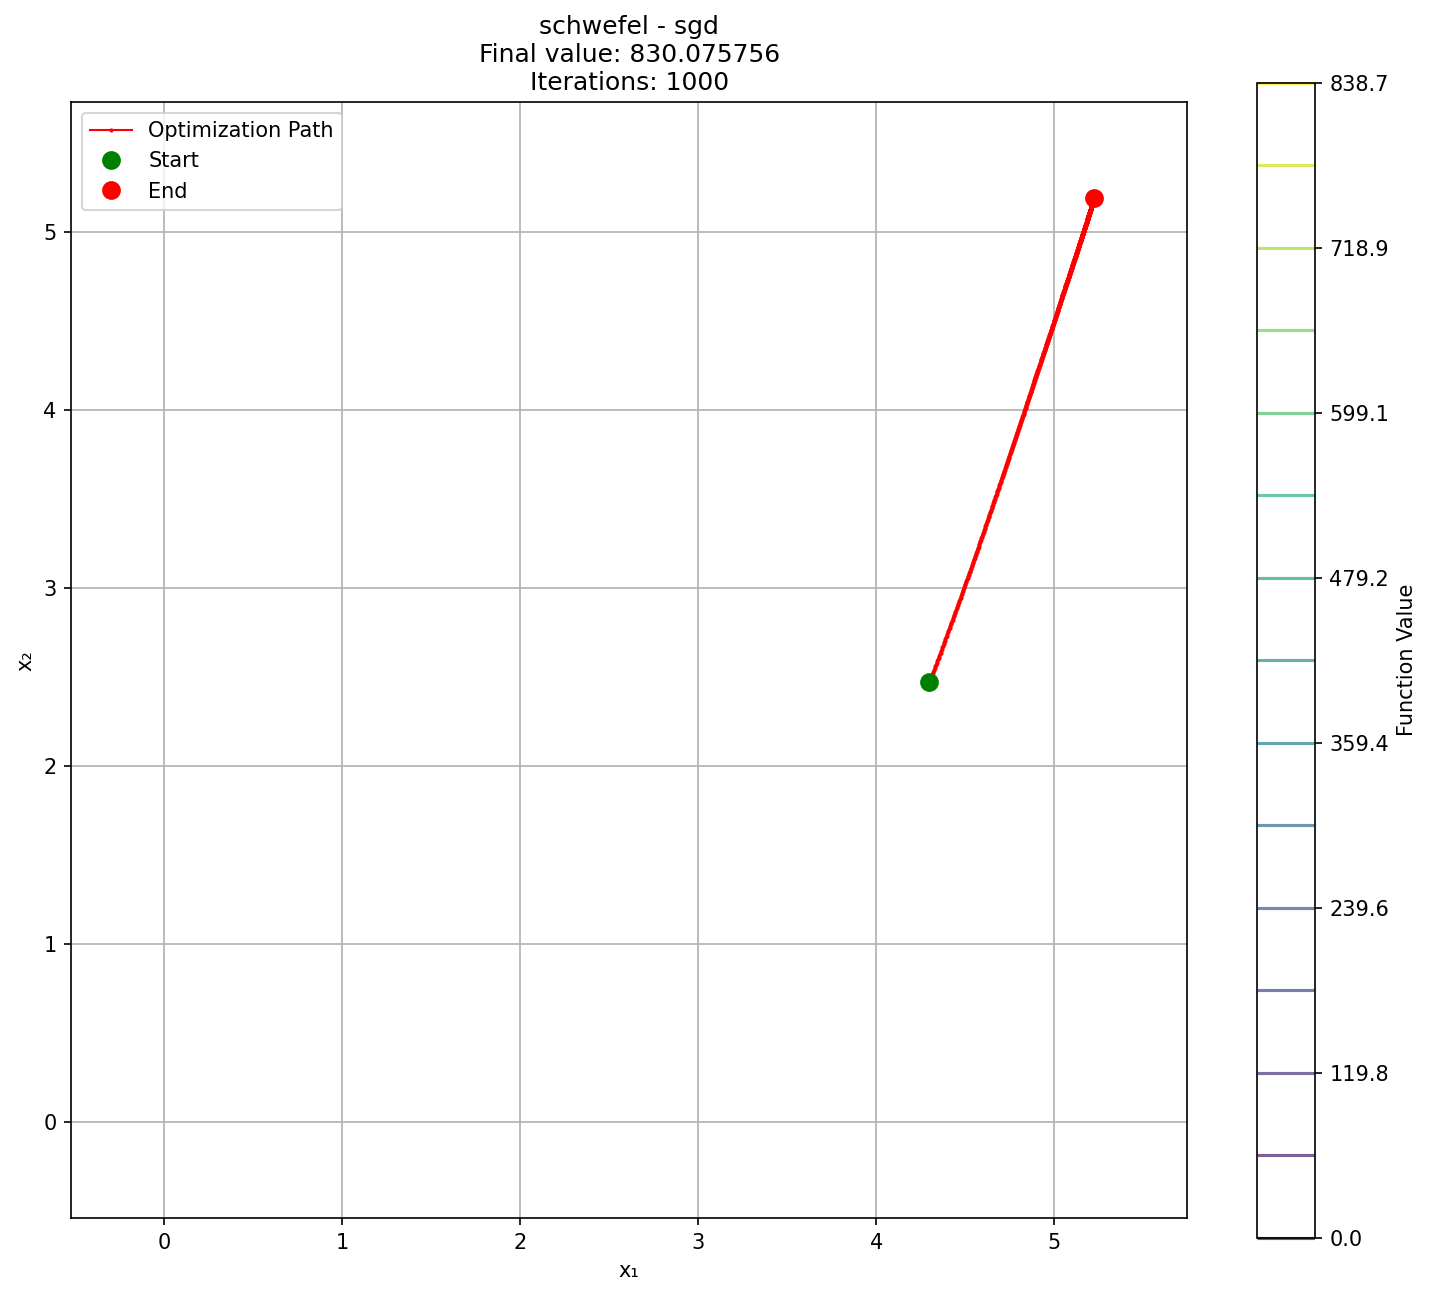 schwefel - sgd
Final value: 830.075756
Iterations: 1000
Optimization Path
Start
End
5
4
3
2
1
0
x₂
0
1
2
3
4
5
x₁
838.7
718.9
599.1
479.2
359.4
239.6
119.8
0.0
Function Value